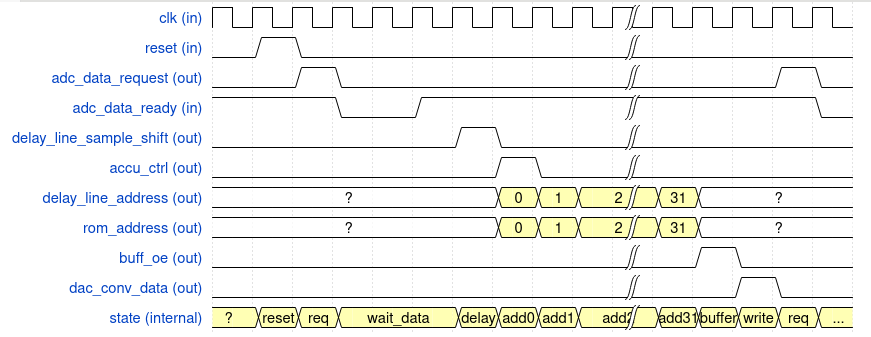 clk (in)
reset (in)
adc_data_request (out)
adc_data_ready (in)
delay_line_sample_shift (out)
accu_ctrl (out)
delay_line_address (out) ? 0 1 2 31 ?
rom_address (out) ? 0 1 2 31 ?
buff_oe (out)
dac_conv_data (out)
state (internal) ? reset req wait_data delay add0 add1 add2 add31 buffer write req ...